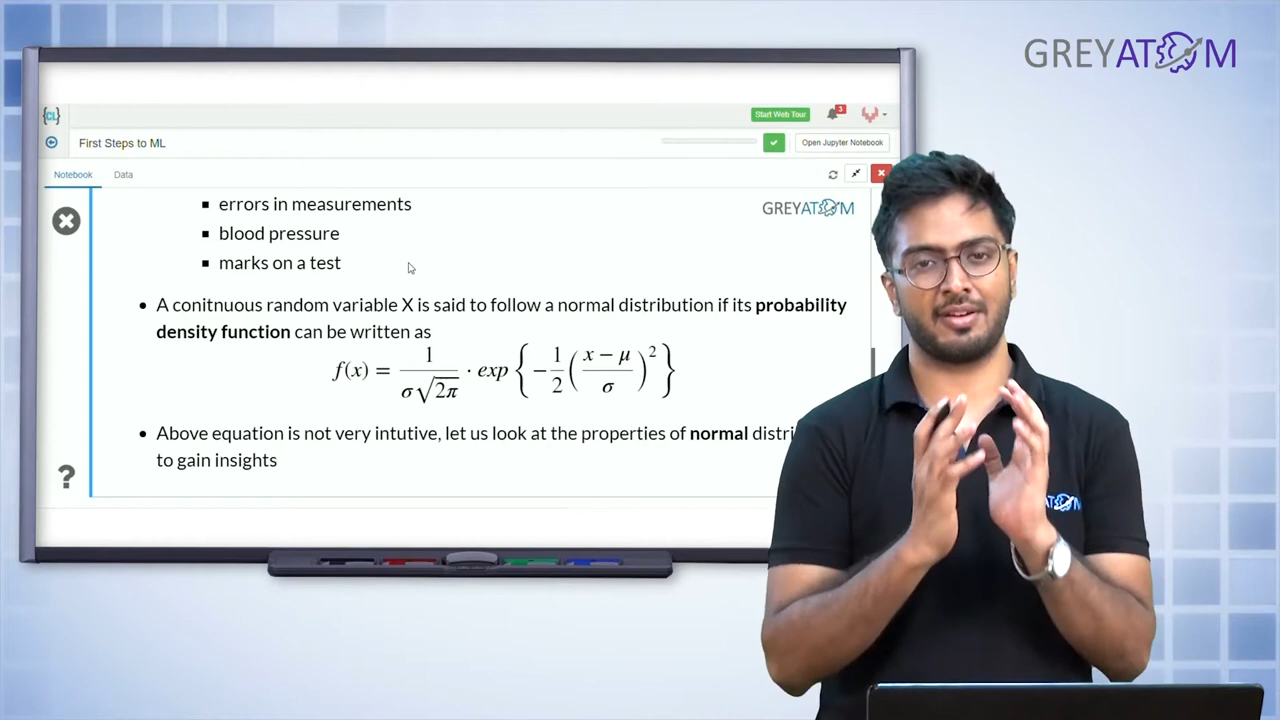 GREYATOM
{CL}
Start Web Tour
3
First Steps to ML
Open Jupyter Notebook
Notebook
Data
GREYATOM
▪ errors in measurements
▪ blood pressure
▪ marks on a test
• A conitnuous random variable X is said to follow a normal distribution if its probability
density function can be written as
f(x) = 1/(σ√2π) · exp{−1/2((x − μ)/σ)²}
• Above equation is not very intutive, let us look at the properties of normal distri
to gain insights
?
ATOM